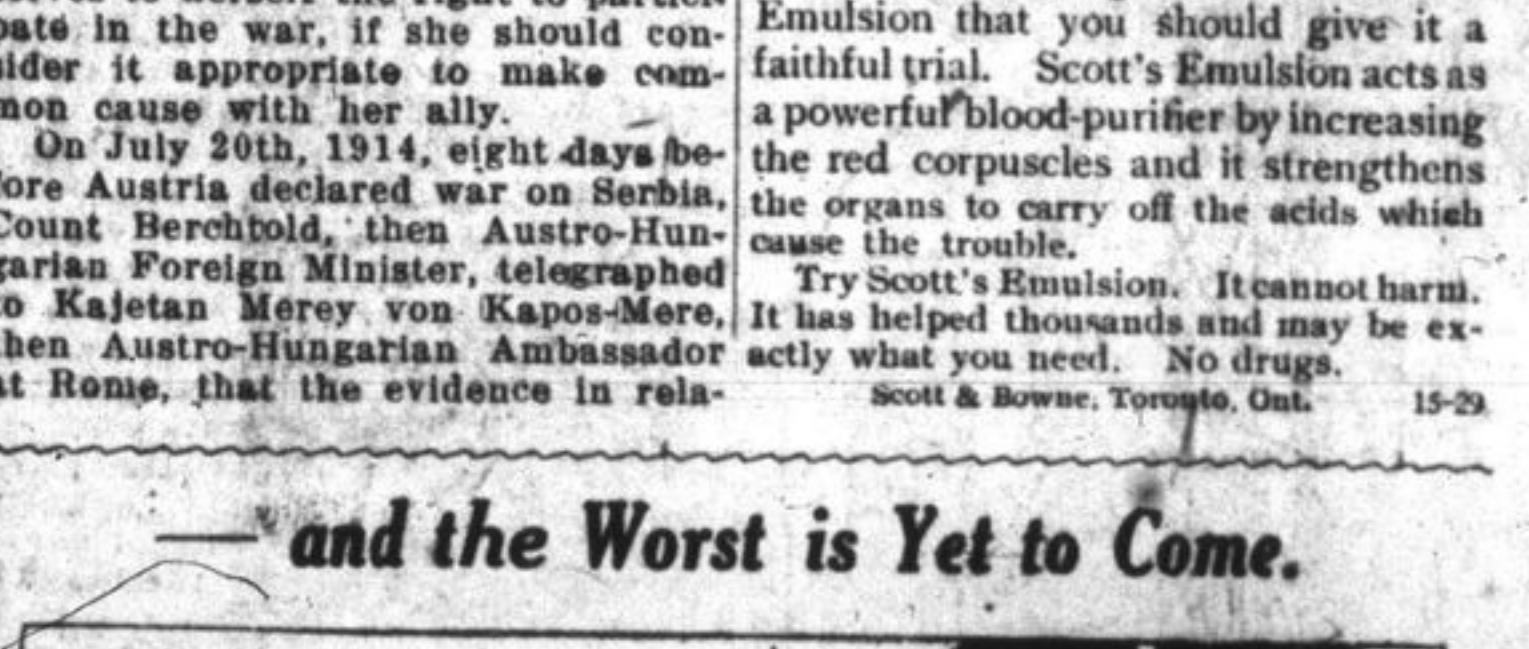 pate in the war, if she should con-
sider it appropriate to make com-
mon cause with her ally.
On July 20th, 1914, eight days be-
fore Austria declared war on Serbia,
Count Berchtold, then Austro-Hun-
garian Foreign Minister, telegraphed
to Kajetan Merey von Kapos-Mere,
then Austro-Hungarian Ambassador
at Rome, that the evidence in rela-
Emulsion that you should give it a
faithful trial. Scott's Emulsion acts as
a powerful blood-purifier by increasing
the red corpuscles and it strengthens
the organs to carry off the acids which
cause the trouble.
Try Scott's Emulsion. It cannot harm.
It has helped thousands and may be ex-
actly what you need. No drugs.
Scott & Bowne, Toronto, Ont. 15-29
— and the Worst is Yet to Come.